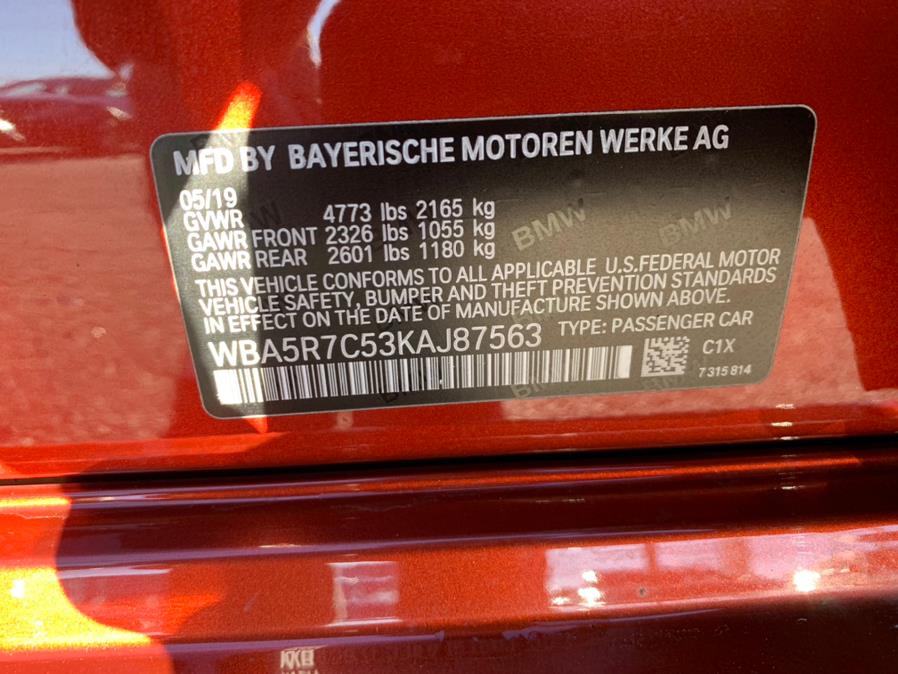 MFD BY BAYERISCHE MOTOREN WERKE AG
05/19
GVWR 4773 lbs 2165 kg
GAWR FRONT 2326 lbs 1055 kg
GAWR REAR 2601 lbs 1180 kg
BMW
BMW
THIS VEHICLE CONFORMS TO ALL APPLICABLE U.S.FEDERAL MOTOR
VEHICLE SAFETY, BUMPER AND THEFT PREVENTION STANDARDS
IN EFFECT ON THE DATE OF MANUFACTURE SHOWN ABOVE.
WBA5R7C53KAJ87563 TYPE: PASSENGER CAR
C1X
7 315 814